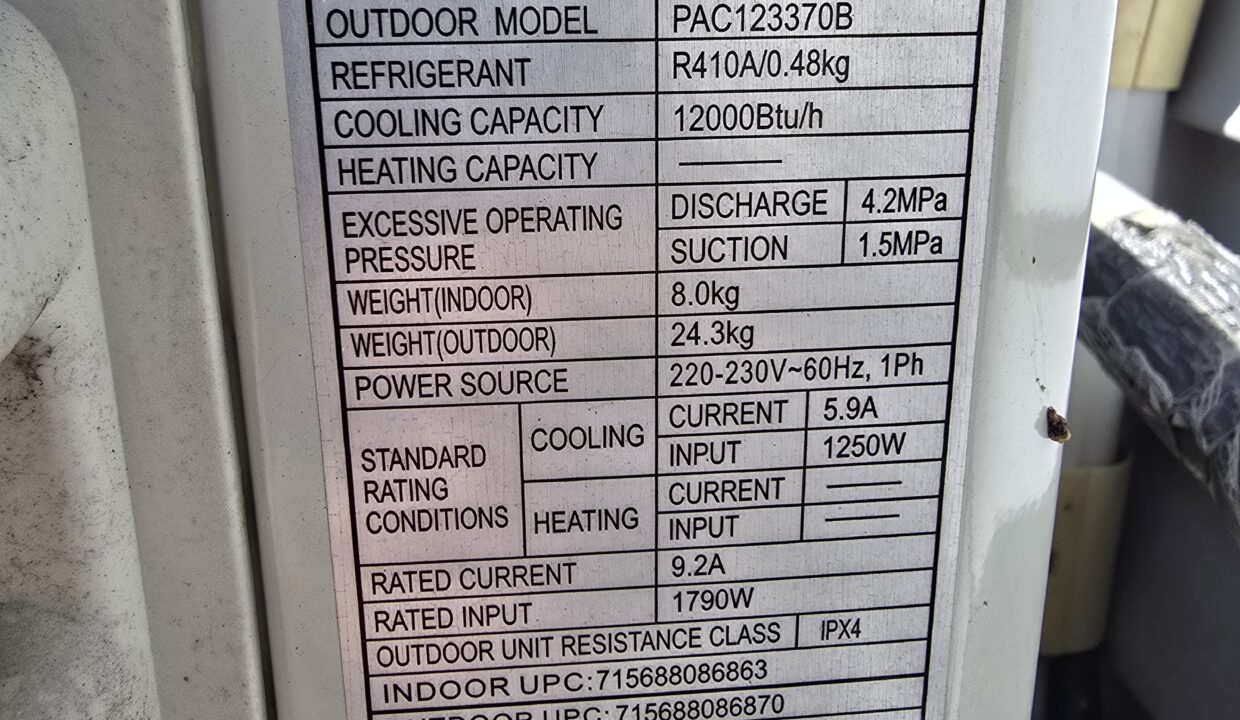 OUTDOOR MODEL PAC123370B
REFRIGERANT R410A/0.48kg
COOLING CAPACITY 12000Btu/h
HEATING CAPACITY ———
EXCESSIVE OPERATING
PRESSURE
DISCHARGE 4.2MPa
SUCTION 1.5MPa
WEIGHT(INDOOR) 8.0kg
WEIGHT(OUTDOOR) 24.3kg
POWER SOURCE 220-230V~60Hz, 1Ph
STANDARD
RATING
CONDITIONS
COOLING
CURRENT 5.9A
INPUT 1250W
HEATING
CURRENT ———
INPUT ———
RATED CURRENT 9.2A
RATED INPUT 1790W
OUTDOOR UNIT RESISTANCE CLASS IPX4
INDOOR UPC:715688086863
OUTDOOR UPC:715688086870